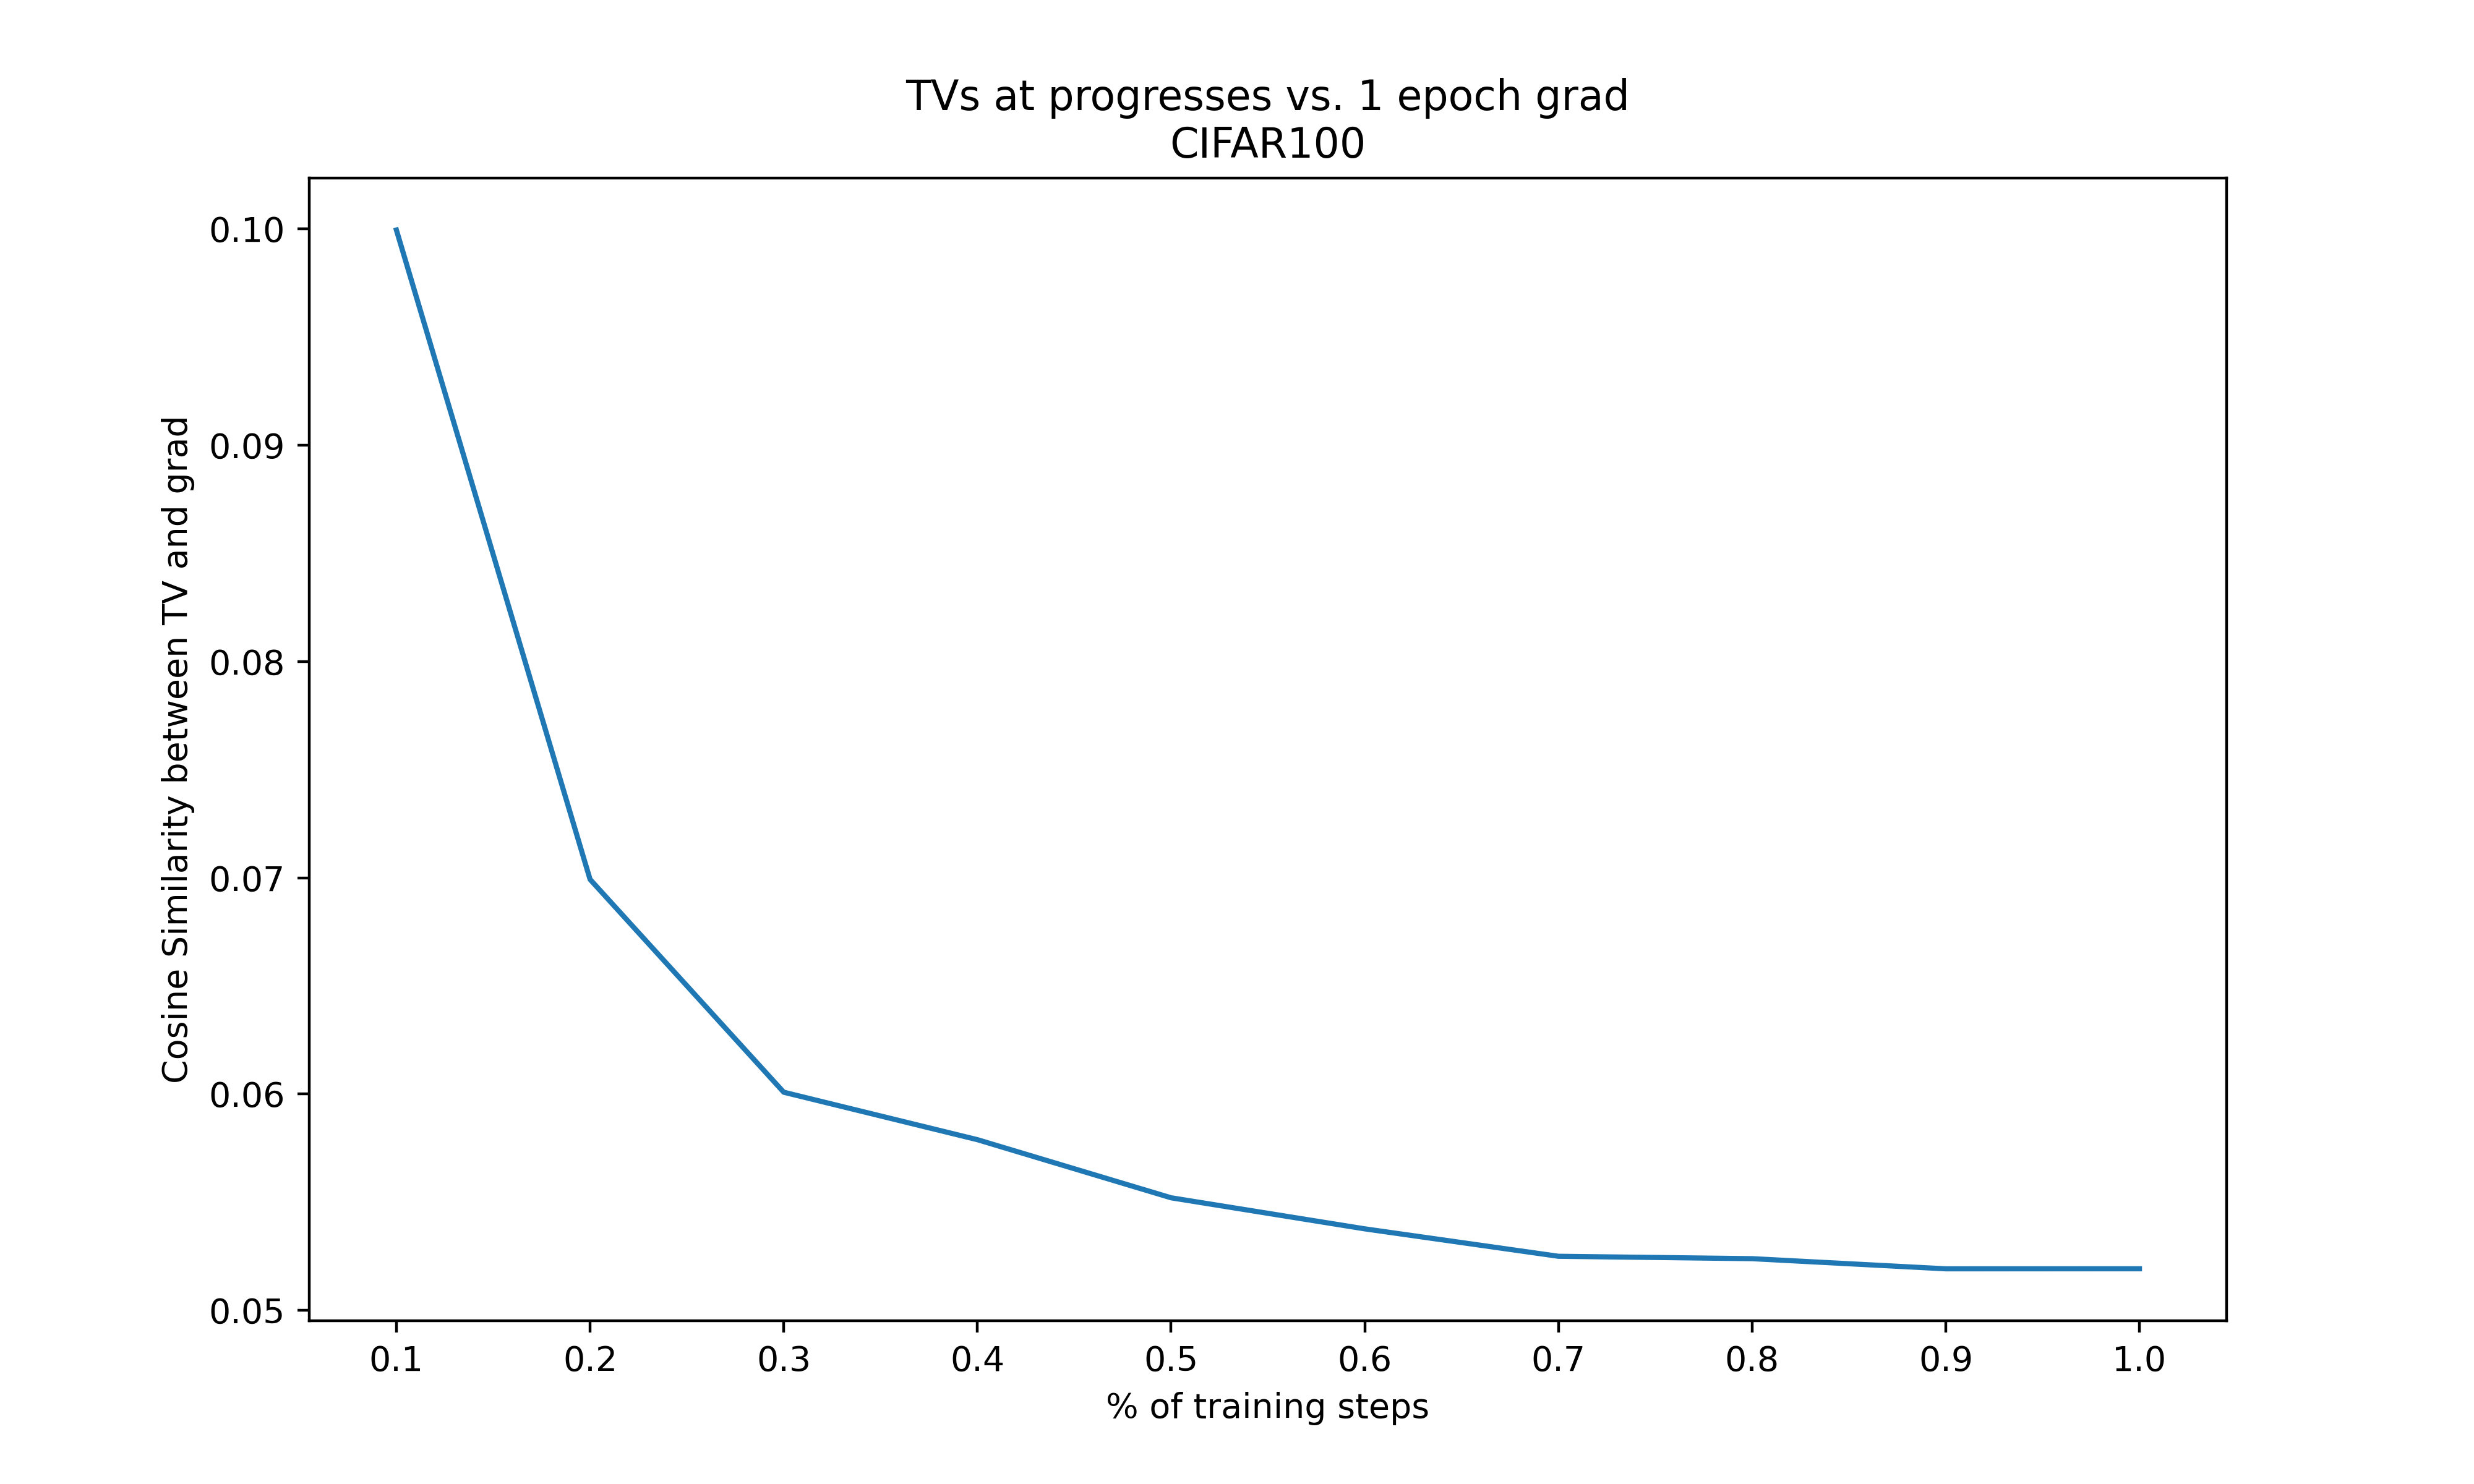 TVs at progresses vs. 1 epoch grad
CIFAR100
Cosine Similarity between TV and grad
0.10
0.09
0.08
0.07
0.06
0.05
0.1 0.2 0.3 0.4 0.5 0.6 0.7 0.8 0.9 1.0
% of training steps